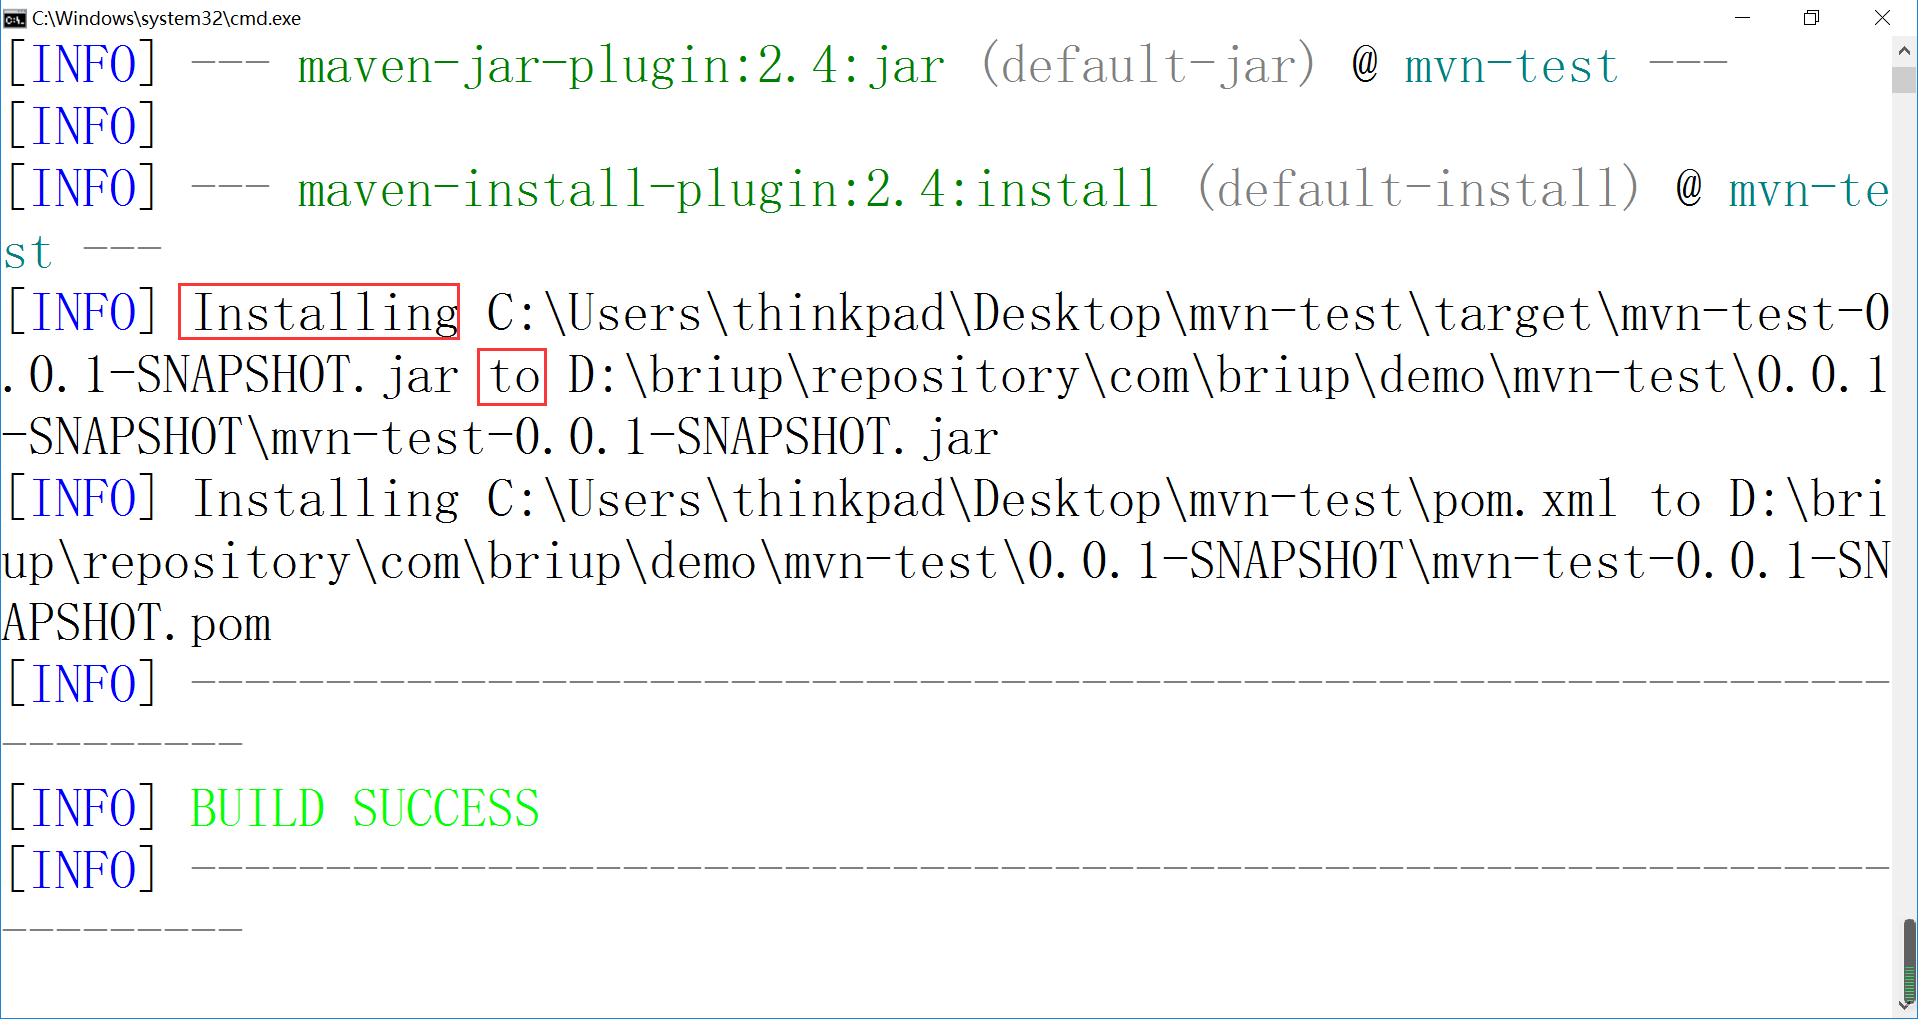 C:\Windows\system32\cmd.exe
[INFO] --- maven-jar-plugin:2.4:jar (default-jar) @ mvn-test ---
[INFO]
[INFO] --- maven-install-plugin:2.4:install (default-install) @ mvn-te
st ---
[INFO] Installing C:\Users\thinkpad\Desktop\mvn-test\target\mvn-test-0
.0.1-SNAPSHOT.jar to D:\briup\repository\com\briup\demo\mvn-test\0.0.1
-SNAPSHOT\mvn-test-0.0.1-SNAPSHOT.jar
[INFO] Installing C:\Users\thinkpad\Desktop\mvn-test\pom.xml to D:\bri
up\repository\com\briup\demo\mvn-test\0.0.1-SNAPSHOT\mvn-test-0.0.1-SN
APSHOT.pom
[INFO] ---------------------------------------------------------------
---------
[INFO] BUILD SUCCESS
[INFO] ---------------------------------------------------------------
---------